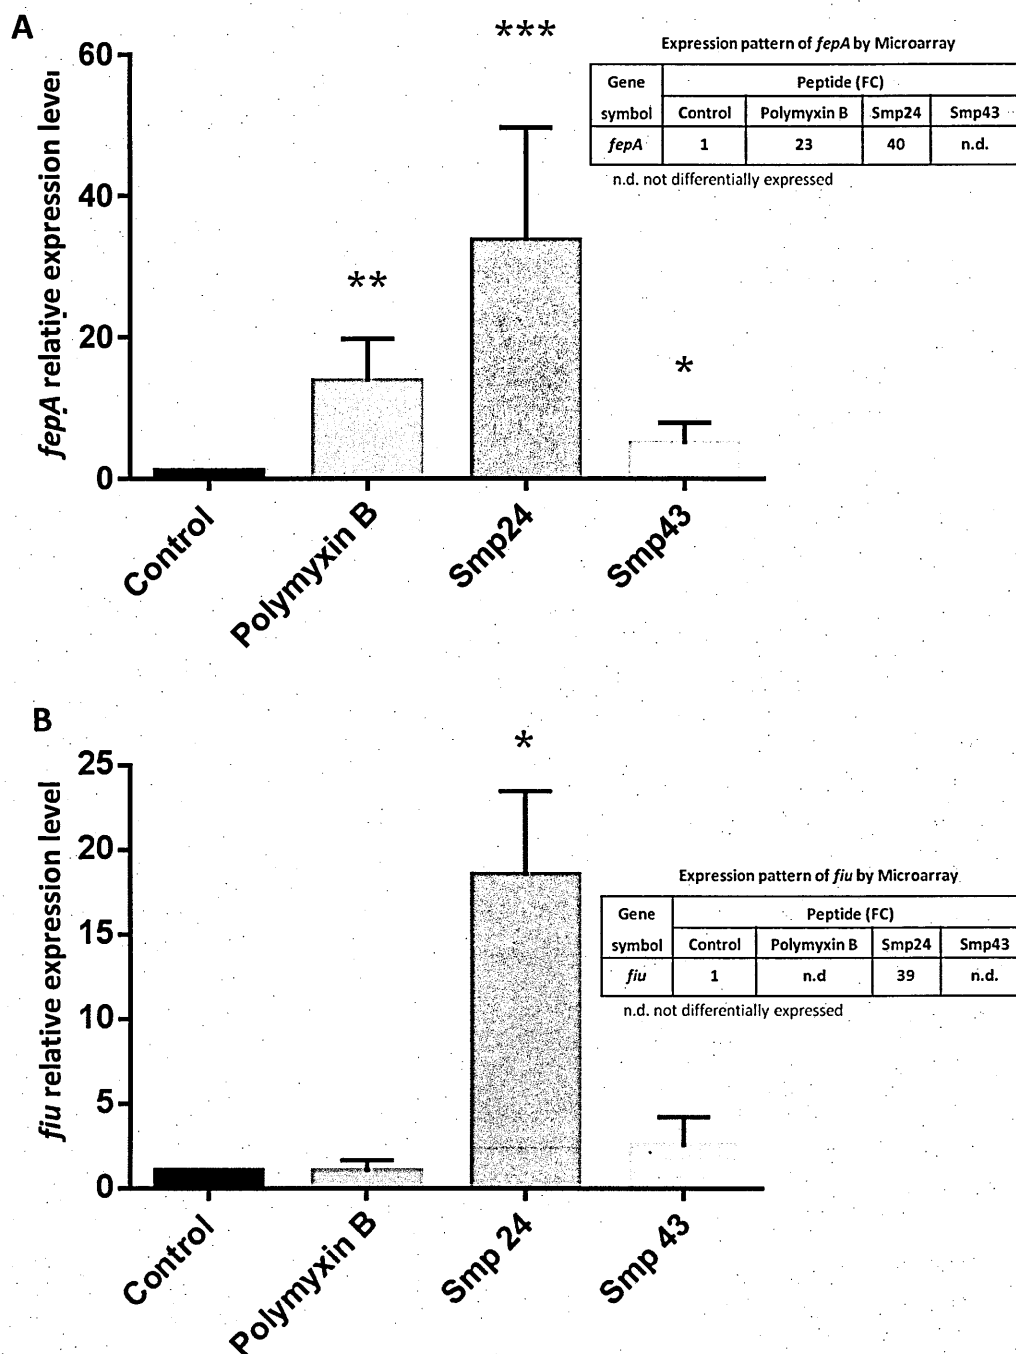 A
***
Expression pattern of fepA by Microarray
Gene symbol Peptide (FC)
Control Polymyxin B Smp24 Smp43
fepA 1 23 40 n.d.
n.d. not differentially expressed
fepA relative expression level
60
40
20
0
**
*
Control Polymyxin B Smp24 Smp43
B
*
fiu relative expression level
25
20
15
10
5
0
Expression pattern of fiu by Microarray
Gene symbol Peptide (FC)
Control Polymyxin B Smp24 Smp43
fiu 1 n.d 39 n.d.
n.d. not differentially expressed
Control Polymyxin B Smp 24 Smp 43